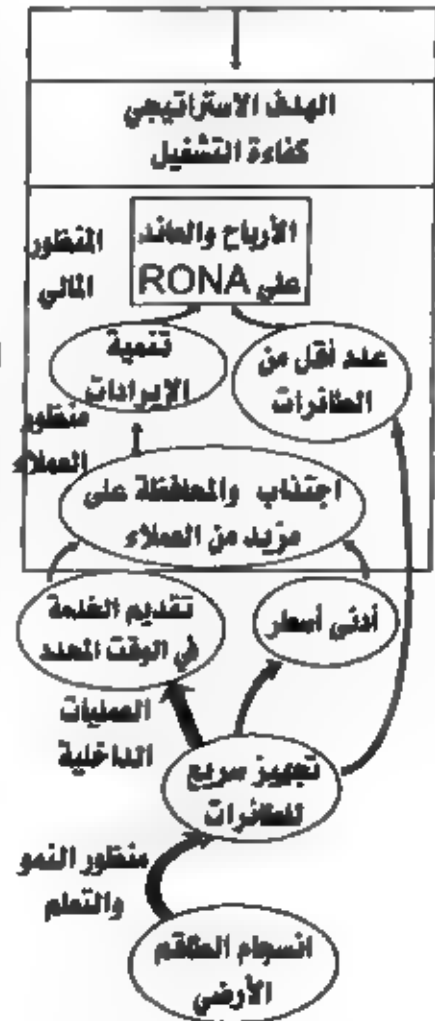 الهدف الاستراتيجي
كفاءة التشغيل
المنظور
المالي
الأرباح والعائد
على RONA
تنمية
الإيرادات
عدد أقل من
الطائرات
منظور
العملاء
اجتذاب والمحافظة على
مزيد من العملاء
تقديم الخدمة
في الوقت المحدد
أدنى أسعار
العمليات
الداخلية
تجهيز سريع
للطائرات
منظور النمو
والتعلم
انسجام الطاقم
الأرضي